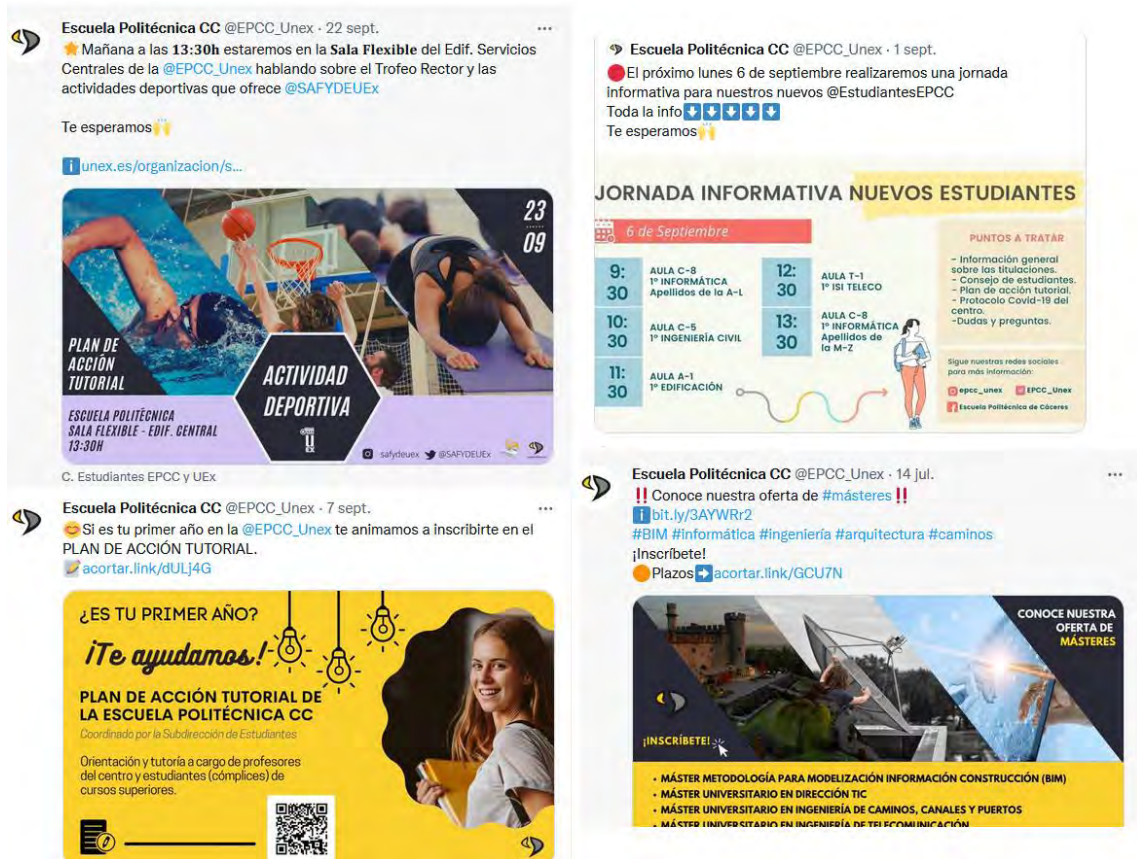 Escuela Politécnica CC @EPCC_Unex · 22 sept.
Mañana a las 13:30h estaremos en la Sala Flexible del Edif. Servicios
Centrales de la @EPCC_Unex hablando sobre el Trofeo Rector y las
actividades deportivas que ofrece @SAFYDEUEx
Te esperamos
unex.es/organizacion/s...
23
09
PLAN DE
ACCIÓN
TUTORIAL
ACTIVIDAD
DEPORTIVA
ESCUELA POLITÉCNICA
SALA FLEXIBLE - EDIF. CENTRAL
13:30H
safydeuex @SAFYDEUEx
C. Estudiantes EPCC y UEx
Escuela Politécnica CC @EPCC_Unex · 7 sept.
Si es tu primer año en la @EPCC_Unex te animamos a inscribirte en el
PLAN DE ACCIÓN TUTORIAL.
acortar.link/dULj4G
¿ES TU PRIMER AÑO?
¡Te ayudamos!
PLAN DE ACCIÓN TUTORIAL DE
LA ESCUELA POLITÉCNICA CC
Coordinado por la Subdirección de Estudiantes
Orientación y tutoría a cargo de profesores
del centro y estudiantes (cómplices) de
cursos superiores.
Escuela Politécnica CC @EPCC_Unex · 1 sept.
El próximo lunes 6 de septiembre realizaremos una jornada
informativa para nuestros nuevos @EstudiantesEPCC
Toda la info
Te esperamos
JORNADA INFORMATIVA NUEVOS ESTUDIANTES
6 de Septiembre
9:30
AULA C-8
1º INFORMÁTICA
Apellidos de la A-L
10:30
AULA C-5
1º INGENIERÍA CIVIL
11:30
AULA A-1
1º EDIFICACIÓN
12:30
AULA T-1
1º ISI TELECO
13:30
AULA C-8
1º INFORMÁTICA
Apellidos de
la M-Z
PUNTOS A TRATAR
- Información general
sobre las titulaciones.
- Consejo de estudiantes.
- Plan de acción tutorial.
- Protocolo Covid-19 del
centro.
-Dudas y preguntas.
Sigue nuestras redes sociales
para más información:
epcc_unex EPCC_Unex
Escuela Politécnica de Cáceres
Escuela Politécnica CC @EPCC_Unex · 14 jul.
Conoce nuestra oferta de #másteres
bit.ly/3AYWRr2
#BIM #informática #ingeniería #arquitectura #caminos
¡Inscríbete!
Plazos acortar.link/GCU7N
CONOCE NUESTRA
OFERTA DE
MÁSTERES
¡INSCRÍBETE!
• MÁSTER METODOLOGÍA PARA MODELIZACIÓN INFORMACIÓN CONSTRUCCIÓN (BIM)
• MÁSTER UNIVERSITARIO EN DIRECCIÓN TIC
• MÁSTER UNIVERSITARIO EN INGENIERÍA DE CAMINOS, CANALES Y PUERTOS
• MÁSTER UNIVERSITARIO EN INGENIERÍA DE TELECOMUNICACIÓN